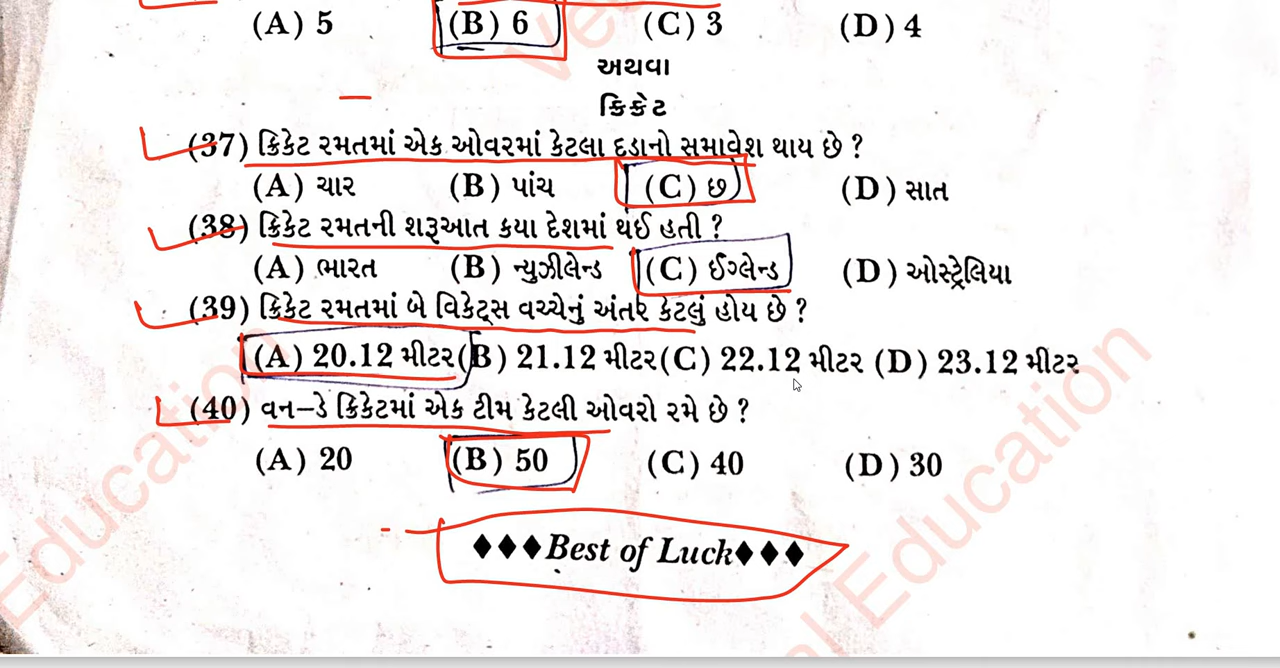 (A) 5 (B) 6 (C) 3 (D) 4
અથવા
ક્રિકેટ
(37) ક્રિકેટ રમતમાં એક ઓવરમાં કેટલા દડાનો સમાવેશ થાય છે ?
(A) ચાર (B) પાંચ (C) છ (D) સાત
(38) ક્રિકેટ રમતની શરૂઆત કયા દેશમાં થઈ હતી ?
(A) ભારત (B) ન્યુઝીલેન્ડ (C) ઈંગ્લેન્ડ (D) ઓસ્ટ્રેલિયા
(39) ક્રિકેટ રમતમાં બે વિકેટ્સ વચ્ચેનું અંતર કેટલું હોય છે ?
(A) 20.12 મીટર (B) 21.12 મીટર (C) 22.12 મીટર (D) 23.12 મીટર
(40) વન-ડે ક્રિકેટમાં એક ટીમ કેટલી ઓવરો રમે છે ?
(A) 20 (B) 50 (C) 40 (D) 30
♦♦♦Best of Luck♦♦♦
Education
Education